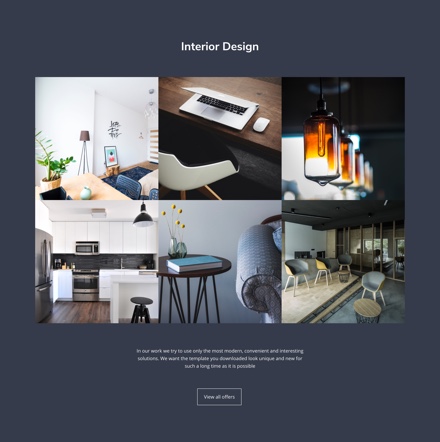 Interior Design
In our work we try to use only the most modern, convenient and interesting
solutions. We want the template you downloaded look unique and new for
such a long time as it is possible
View all offers